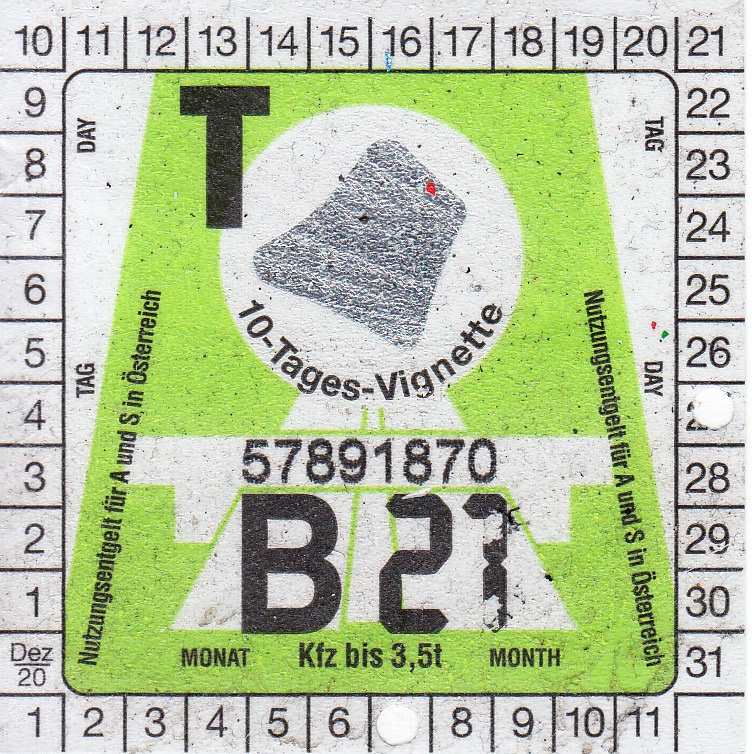 10 11 12 13 14 15 16 17 18 19 20 21
9 22
8 23
7 24
6 25
5 26
4
3 28
2 29
1 30
Dez 31
20
1 2 3 4 5 6 8 9 10 11
DAY
TAG
TAG
DAY
T
10-Tages-Vignette
57891870
B 21
MONAT Kfz bis 3,5t MONTH
Nutzungsentgelt für A und S in Österreich
Nutzungsentgelt für A und S in Österreich